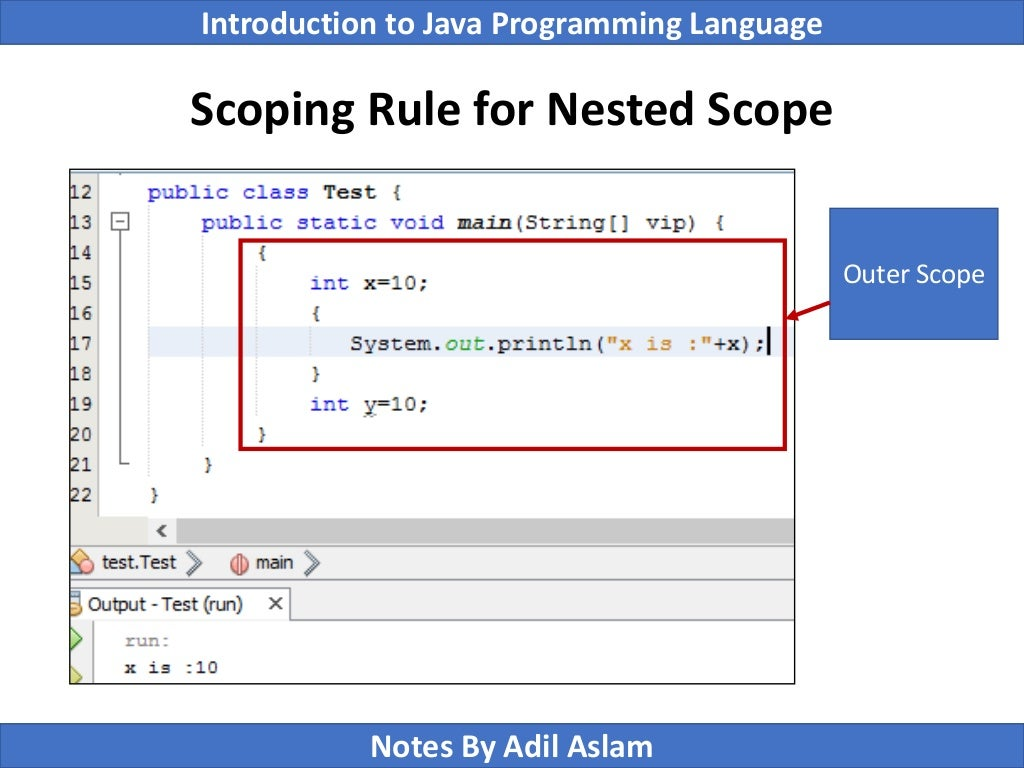 Introduction to Java Programming Language
Scoping Rule for Nested Scope
12 public class Test {
13 public static void main(String[] vip) {
14 {
15 int x=10;
16 {
17 System.out.println("x is :"+x);
18 }
19 int y=10;
20 }
21 }
22 }
Outer Scope
test.Test main
Output - Test (run)
run:
x is :10
Notes By Adil Aslam